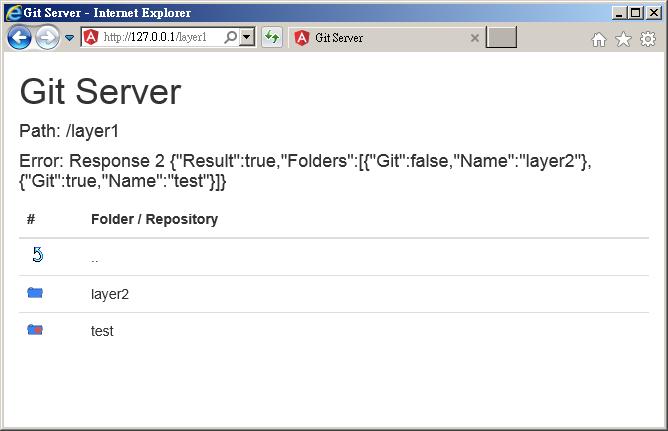 Git Server - Internet Explorer
http://127.0.0.1/layer1
Git Server
Git Server
Path: /layer1
Error: Response 2 {"Result":true,"Folders":[{"Git":false,"Name":"layer2"},
{"Git":true,"Name":"test"}]}
# Folder / Repository
..
layer2
test